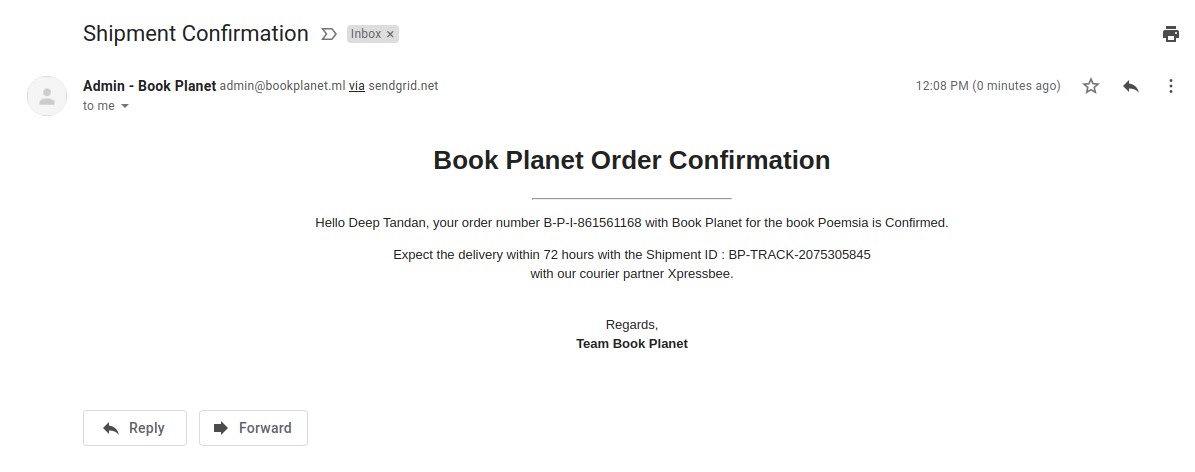 Shipment Confirmation Inbox ×
Admin - Book Planet admin@bookplanet.ml via sendgrid.net 12:08 PM (0 minutes ago)
to me
Book Planet Order Confirmation
Hello Deep Tandan, your order number B-P-I-861561168 with Book Planet for the book Poemsia is Confirmed.
Expect the delivery within 72 hours with the Shipment ID : BP-TRACK-2075305845
with our courier partner Xpressbee.
Regards,
Team Book Planet
Reply Forward